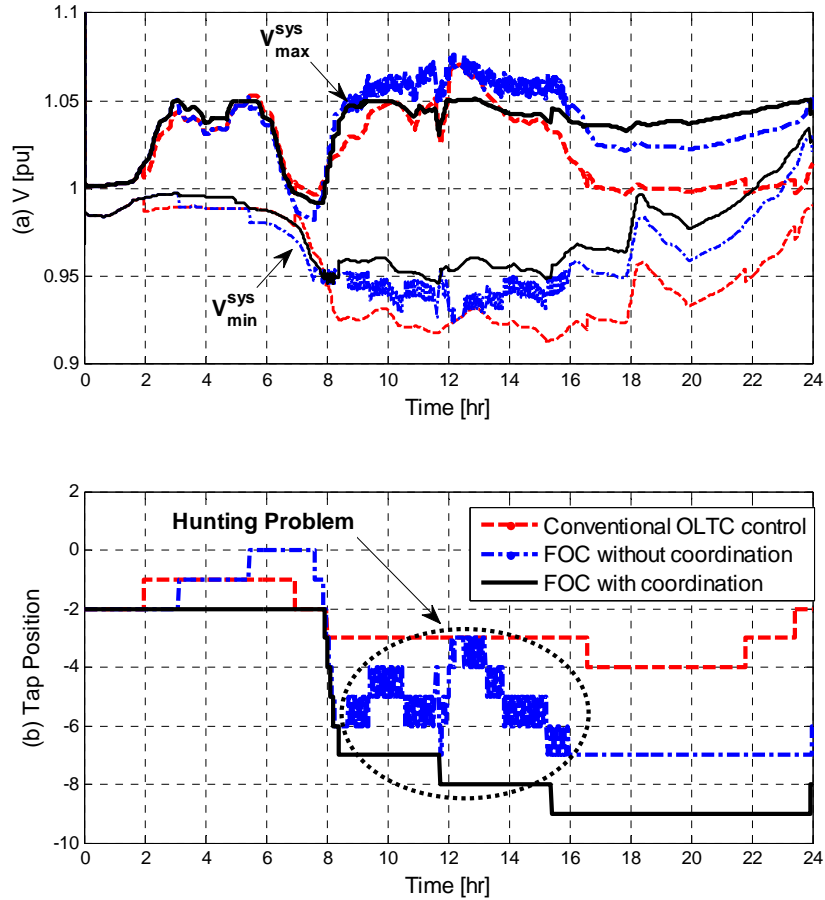 1.1
1.05
1
0.95
0.9
(a) V [pu]
V sys max
V sys min
0 2 4 6 8 10 12 14 16 18 20 22 24
Time [hr]
2
0
-2
-4
-6
-8
-10
(b) Tap Position
Hunting Problem
Conventional OLTC control
FOC without coordination
FOC with coordination
0 2 4 6 8 10 12 14 16 18 20 22 24
Time [hr]